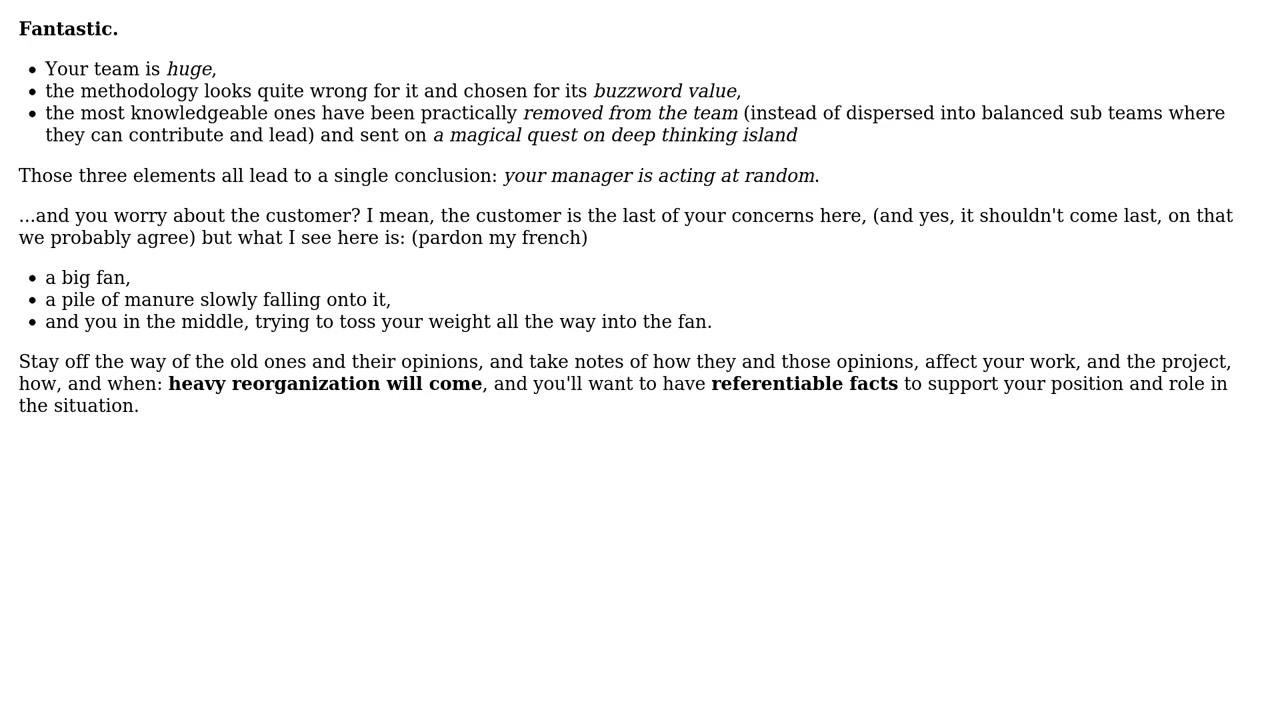 Fantastic.
• Your team is huge,
• the methodology looks quite wrong for it and chosen for its buzzword value,
• the most knowledgeable ones have been practically removed from the team (instead of dispersed into balanced sub teams where
they can contribute and lead) and sent on a magical quest on deep thinking island
Those three elements all lead to a single conclusion: your manager is acting at random.
...and you worry about the customer? I mean, the customer is the last of your concerns here, (and yes, it shouldn't come last, on that
we probably agree) but what I see here is: (pardon my french)
• a big fan,
• a pile of manure slowly falling onto it,
• and you in the middle, trying to toss your weight all the way into the fan.
Stay off the way of the old ones and their opinions, and take notes of how they and those opinions, affect your work, and the project,
how, and when: heavy reorganization will come, and you'll want to have referentiable facts to support your position and role in
the situation.